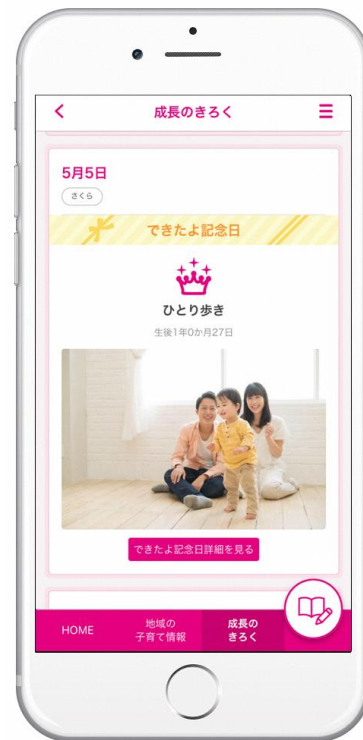 成長のきろく
5月5日
さくら
できたよ記念日
ひとり歩き
生後1年0か月27日
できたよ記念日詳細を見る
HOME
地域の
子育て情報
成長の
きろく